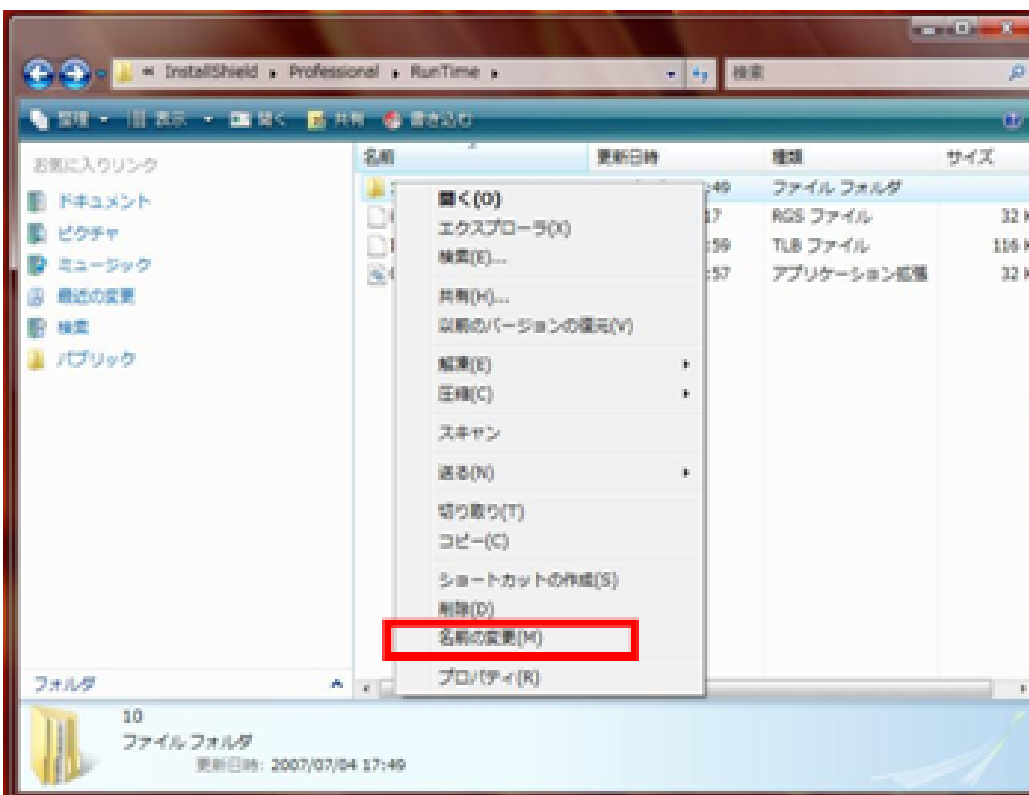 « InstallShield ▸ Professional ▸ RunTime ▸
検索
整理 表示 開く 共有 書き込む
お気に入りリンク
ドキュメント
ピクチャ
ミュージック
最近の変更
検索
パブリック
フォルダ
名前 更新日時 種類 サイズ
:49 ファイル フォルダ
17 RGS ファイル 32 K
:59 TLB ファイル 116 K
:57 アプリケーション拡張 32 K
開く(O)
エクスプローラ(X)
検索(E)...
共有(H)...
以前のバージョンの復元(V)
解凍(E)
圧縮(C)
スキャン
送る(N)
切り取り(T)
コピー(C)
ショートカットの作成(S)
削除(D)
名前の変更(M)
プロパティ(R)
10
ファイル フォルダ
更新日時: 2007/07/04 17:49